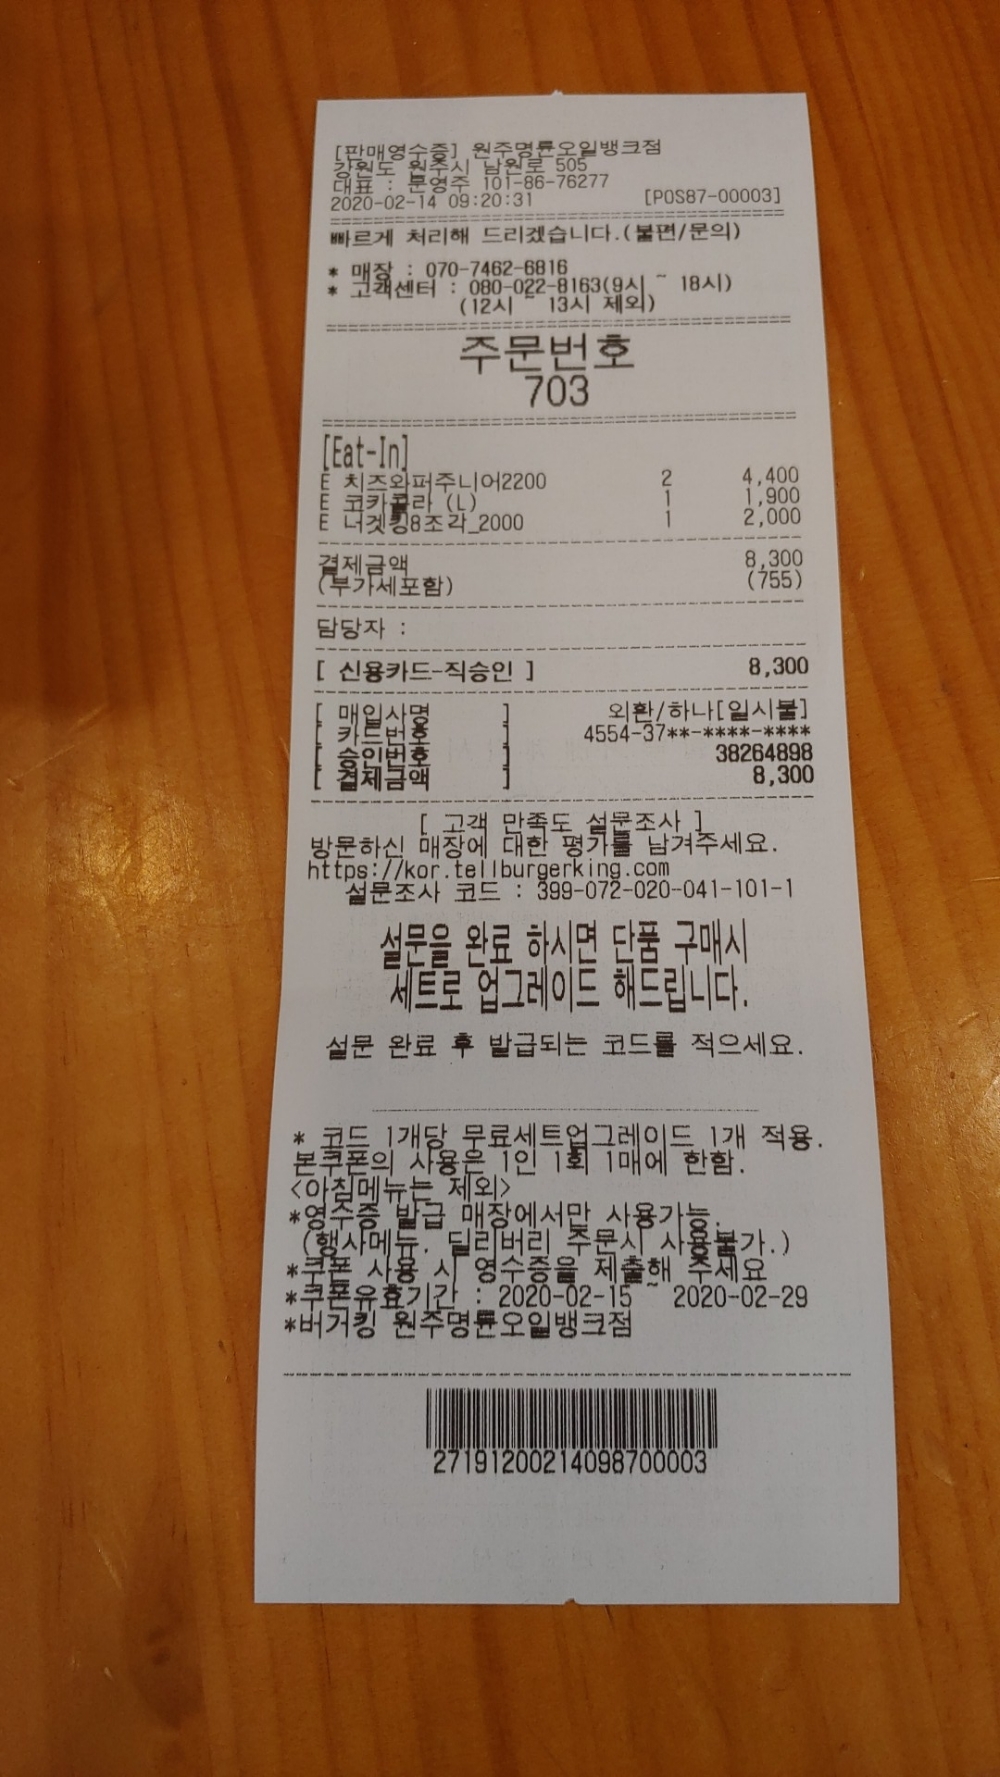 [판매영수증] 원주명륜오일뱅크점
강원도 원주시 남원로 505
대표 : 문영주 101-86-76277
2020-02-14 09:20:31 [POS87-00003]
빠르게 처리해 드리겠습니다.(불편/문의)
* 매장 : 070-7462-6816
* 고객센터 : 080-022-8163(9시 ~ 18시)
(12시 ~ 13시 제외)
주문번호
703
[Eat-In]
E 치즈와퍼주니어2200 2 4,400
E 코카콜라 (L) 1 1,900
E 너겟킹8조각_2000 1 2,000
결제금액 8,300
(부가세포함) (755)
담당자 :
[ 신용카드-직승인 ] 8,300
[ 매입사명 ] 외환/하나[일시불]
[ 카드번호 ] 4554-37**-****-****
[ 승인번호 ] 38264898
[ 결제금액 ] 8,300
[ 고객 만족도 설문조사 ]
방문하신 매장에 대한 평가를 남겨주세요.
https://kor.tellburgerking.com
설문조사 코드 : 399-072-020-041-101-1
설문을 완료 하시면 단품 구매시
세트로 업그레이드 해드립니다.
설문 완료 후 발급되는 코드를 적으세요.
* 코드 1개당 무료세트업그레이드 1개 적용.
본쿠폰의 사용은 1인 1회 1매에 한함.
<아침메뉴는 제외>
*영수증 발급 매장에서만 사용가능.
(행사메뉴. 딜리버리 주문시 사용불가.)
*쿠폰 사용 시 영수증을 제출해 주세요
*쿠폰유효기간 : 2020-02-15 ~ 2020-02-29
*버거킹 원주명륜오일뱅크점
27191200214098700003